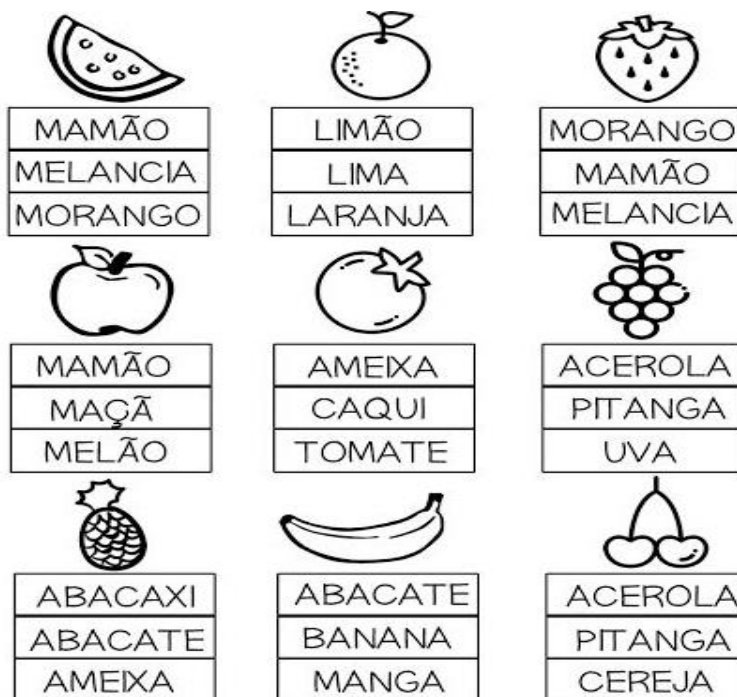 MAMÃO
MELANCIA
MORANGO
LIMÃO
LIMA
LARANJA
MORANGO
MAMÃO
MELANCIA
MAMÃO
MAÇÃ
MELÃO
AMEIXA
CAQUI
TOMATE
ACEROLA
PITANGA
UVA
ABACAXI
ABACATE
AMEIXA
ABACATE
BANANA
MANGA
ACEROLA
PITANGA
CEREJA